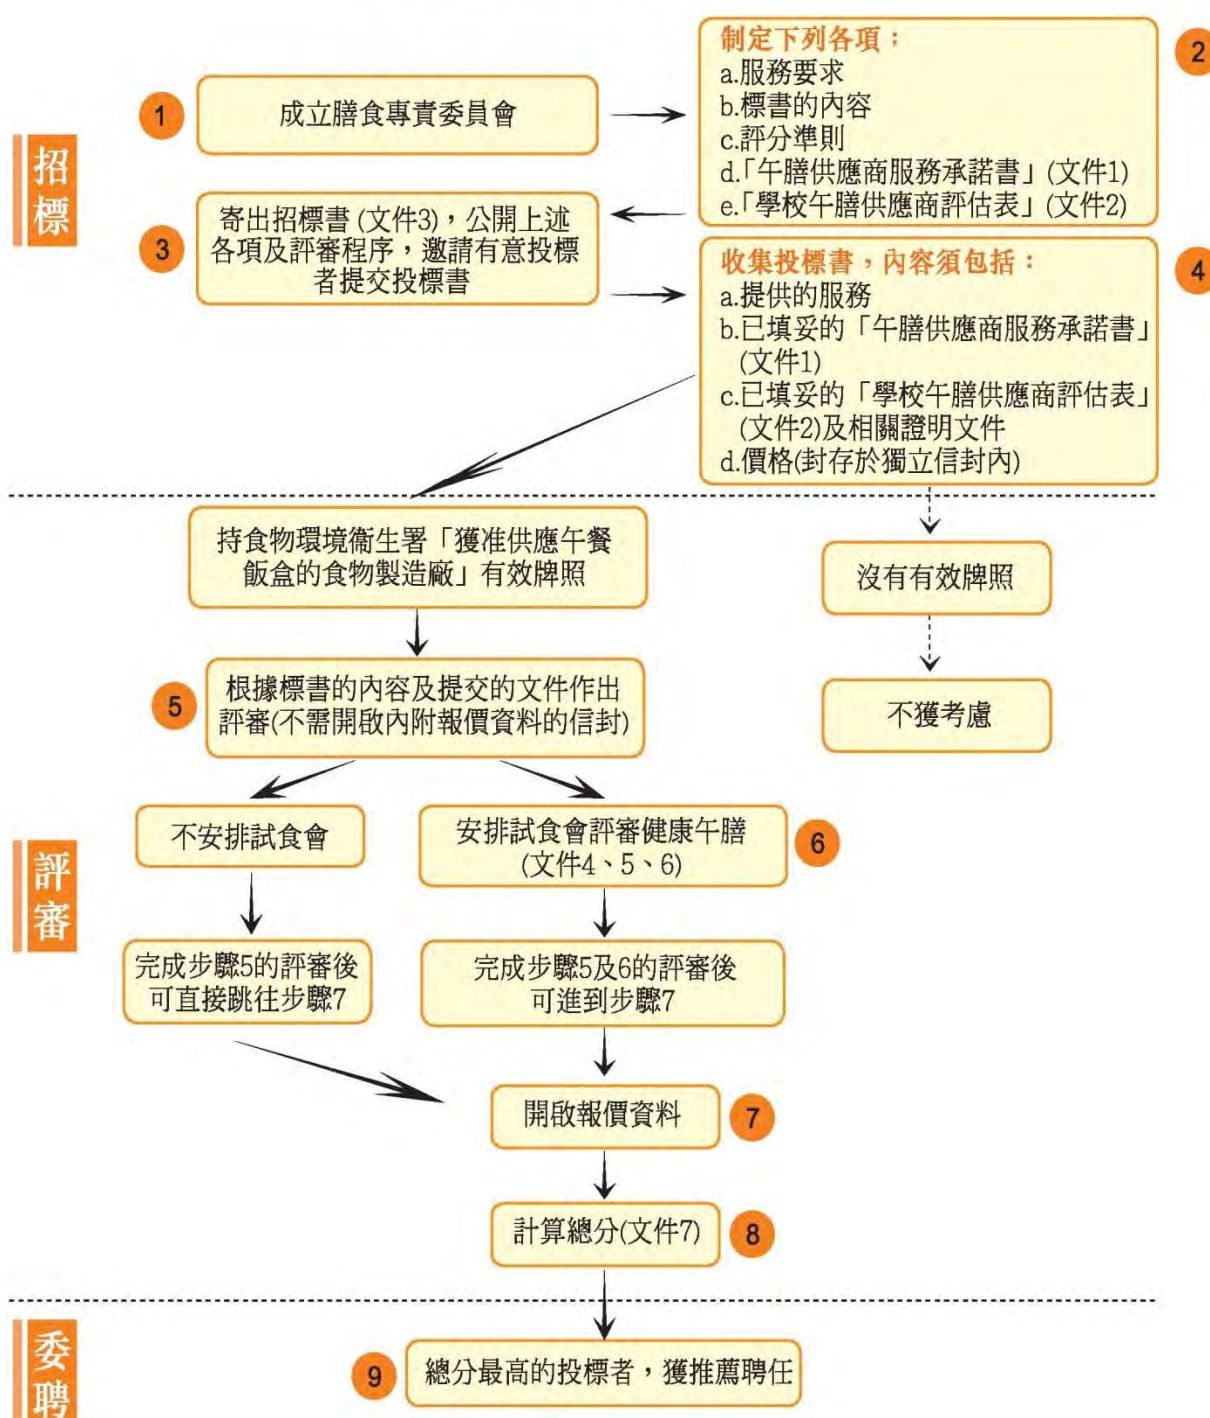 招標
1
成立膳食專責委員會
2
制定下列各項：
a.服務要求
b.標書的內容
c.評分準則
d.「午膳供應商服務承諾書」(文件1)
e.「學校午膳供應商評估表」(文件2)
3
寄出招標書 (文件3)，公開上述
各項及評審程序，邀請有意投標
者提交投標書
4
收集投標書，內容須包括：
a.提供的服務
b.已填妥的「午膳供應商服務承諾書」
(文件1)
c.已填妥的「學校午膳供應商評估表」
(文件2)及相關證明文件
d.價格(封存於獨立信封內)
評審
持食物環境衞生署「獲准供應午餐
飯盒的食物製造廠」有效牌照
沒有有效牌照
不獲考慮
5
根據標書的內容及提交的文件作出
評審(不需開啟內附報價資料的信封)
不安排試食會
安排試食會評審健康午膳
(文件4、5、6)
6
完成步驟5的評審後
可直接跳往步驟7
完成步驟5及6的評審後
可進到步驟7
開啟報價資料
7
計算總分(文件7)
8
委聘
9
總分最高的投標者，獲推薦聘任